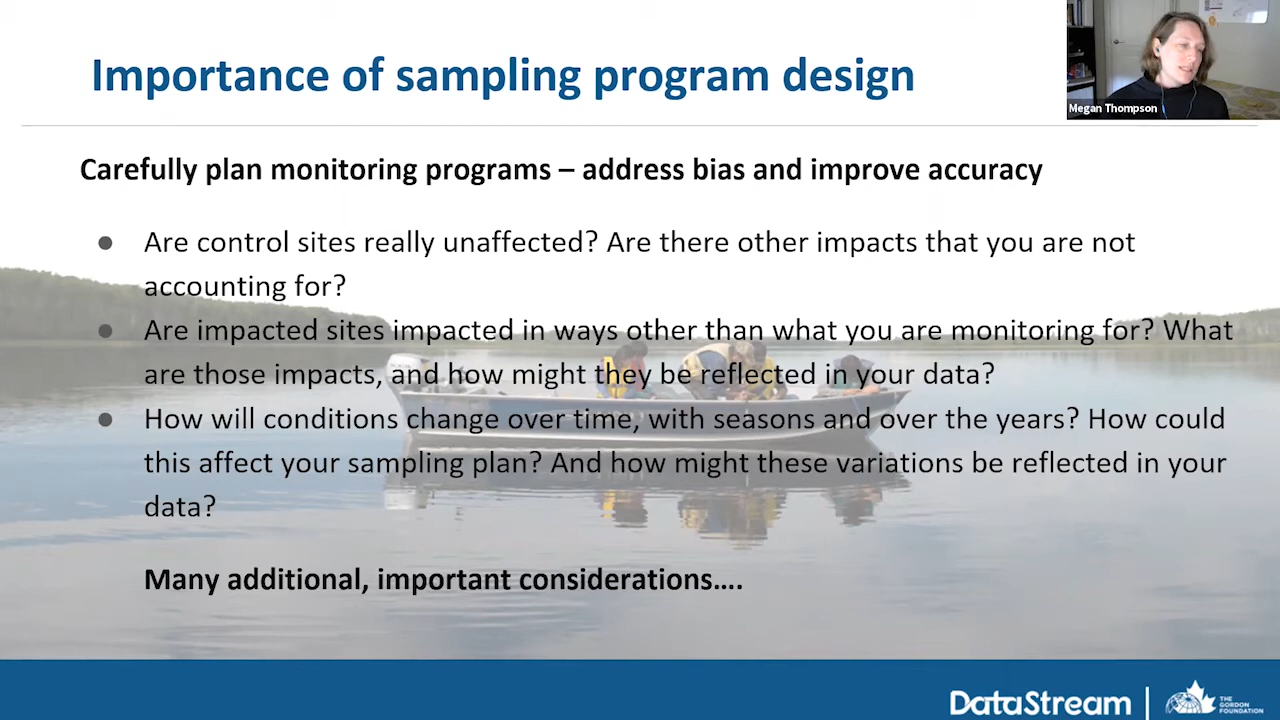 Importance of sampling program design
Megan Thompson
Carefully plan monitoring programs – address bias and improve accuracy
● Are control sites really unaffected? Are there other impacts that you are not
accounting for?
● Are impacted sites impacted in ways other than what you are monitoring for? What
are those impacts, and how might they be reflected in your data?
● How will conditions change over time, with seasons and over the years? How could
this affect your sampling plan? And how might these variations be reflected in your
data?
Many additional, important considerations….
DataStream
THE
GORDON
FOUNDATION